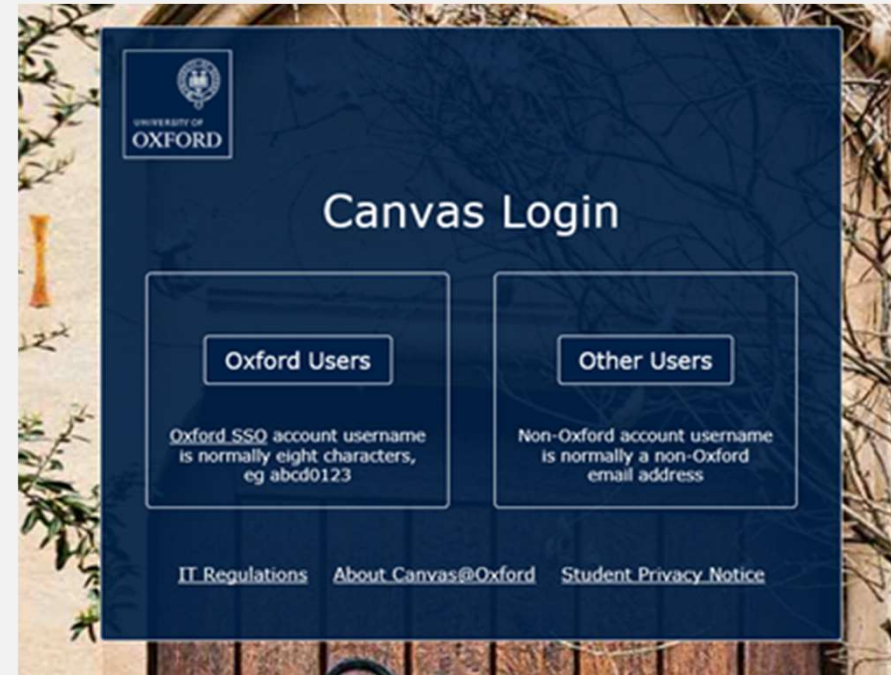 UNIVERSITY OF
OXFORD
Canvas Login
Oxford Users
Oxford SSO account username
is normally eight characters,
eg abcd0123
Other Users
Non-Oxford account username
is normally a non-Oxford
email address
IT Regulations About Canvas@Oxford Student Privacy Notice